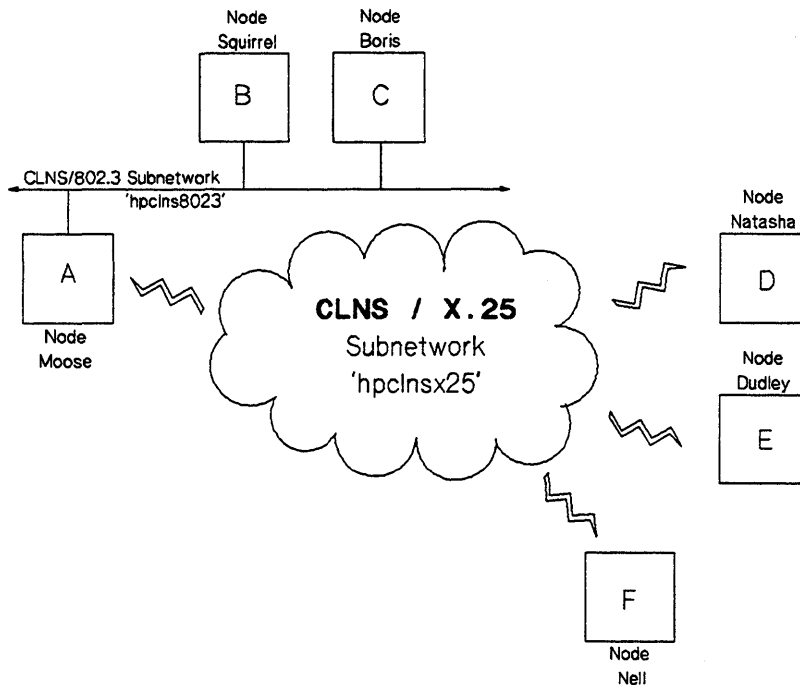 Node
Squirrel
B
Node
Boris
C
CLNS/802.3 Subnetwork
'hpclns8023'
A
Node
Moose
CLNS / X.25
Subnetwork
'hpclnsx25'
Node
Natasha
D
Node
Dudley
E
F
Node
Nell